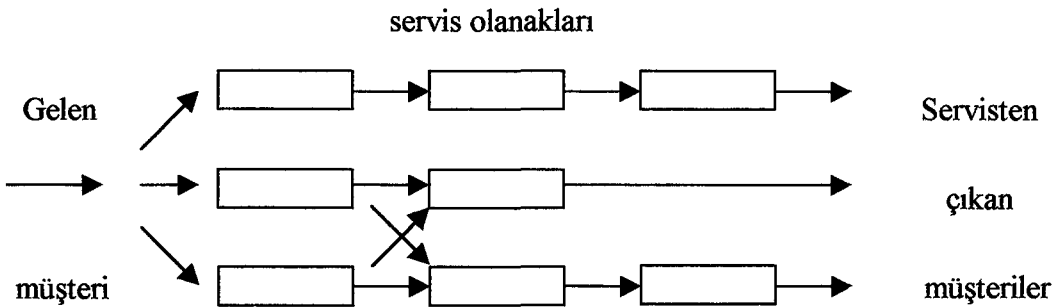 servis olanakları
Gelen
Servisten
çıkan
müşteri
müşteriler